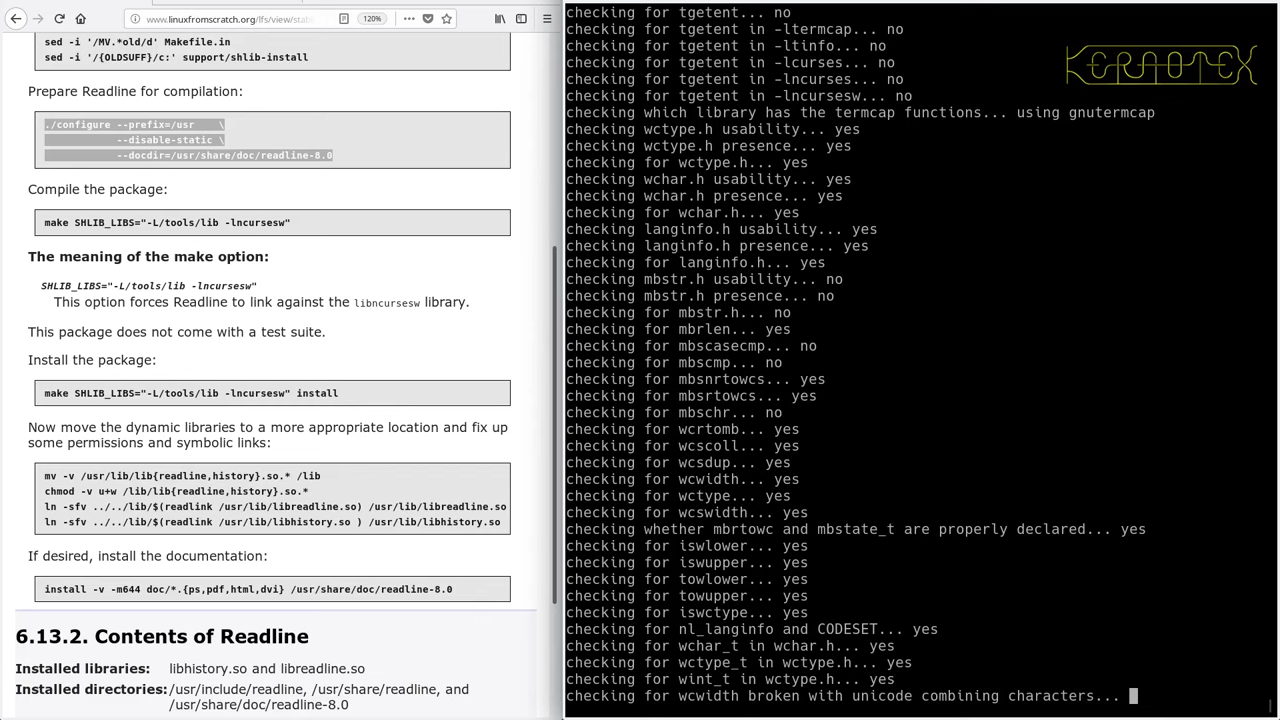 www.linuxfromscratch.org/lfs/view/stab
120%
sed -i '/MV.*old/d' Makefile.in
sed -i '/{OLDSUFF}/c:' support/shlib-install
Prepare Readline for compilation:
./configure --prefix=/usr    \
            --disable-static \
            --docdir=/usr/share/doc/readline-8.0
Compile the package:
make SHLIB_LIBS="-L/tools/lib -lncursesw"
The meaning of the make option:
SHLIB_LIBS="-L/tools/lib -lncursesw"
This option forces Readline to link against the libncursesw library.
This package does not come with a test suite.
Install the package:
make SHLIB_LIBS="-L/tools/lib -lncursesw" install
Now move the dynamic libraries to a more appropriate location and fix up
some permissions and symbolic links:
mv -v /usr/lib/lib{readline,history}.so.* /lib
chmod -v u+w /lib/lib{readline,history}.so.*
ln -sfv ../../lib/$(readlink /usr/lib/libreadline.so) /usr/lib/libreadline.so
ln -sfv ../../lib/$(readlink /usr/lib/libhistory.so ) /usr/lib/libhistory.so
If desired, install the documentation:
install -v -m644 doc/*.{ps,pdf,html,dvi} /usr/share/doc/readline-8.0
6.13.2. Contents of Readline
Installed libraries: libhistory.so and libreadline.so
Installed directories: /usr/include/readline, /usr/share/readline, and
/usr/share/doc/readline-8.0
checking for tgetent... no
checking for tgetent in -ltermcap... no
checking for tgetent in -ltinfo... no
checking for tgetent in -lcurses... no
checking for tgetent in -lncurses... no
checking for tgetent in -lncursesw... no
checking which library has the termcap functions... using gnutermcap
checking wctype.h usability... yes
checking wctype.h presence... yes
checking for wctype.h... yes
checking wchar.h usability... yes
checking wchar.h presence... yes
checking for wchar.h... yes
checking langinfo.h usability... yes
checking langinfo.h presence... yes
checking for langinfo.h... yes
checking mbstr.h usability... no
checking mbstr.h presence... no
checking for mbstr.h... no
checking for mbrlen... yes
checking for mbscasecmp... no
checking for mbscmp... no
checking for mbsnrtowcs... yes
checking for mbsrtowcs... yes
checking for mbschr... no
checking for wcrtomb... yes
checking for wcscoll... yes
checking for wcsdup... yes
checking for wcwidth... yes
checking for wctype... yes
checking for wcswidth... yes
checking whether mbrtowc and mbstate_t are properly declared... yes
checking for iswlower... yes
checking for iswupper... yes
checking for towlower... yes
checking for towupper... yes
checking for iswctype... yes
checking for nl_langinfo and CODESET... yes
checking for wchar_t in wchar.h... yes
checking for wctype_t in wctype.h... yes
checking for wint_t in wctype.h... yes
checking for wcwidth broken with unicode combining characters...